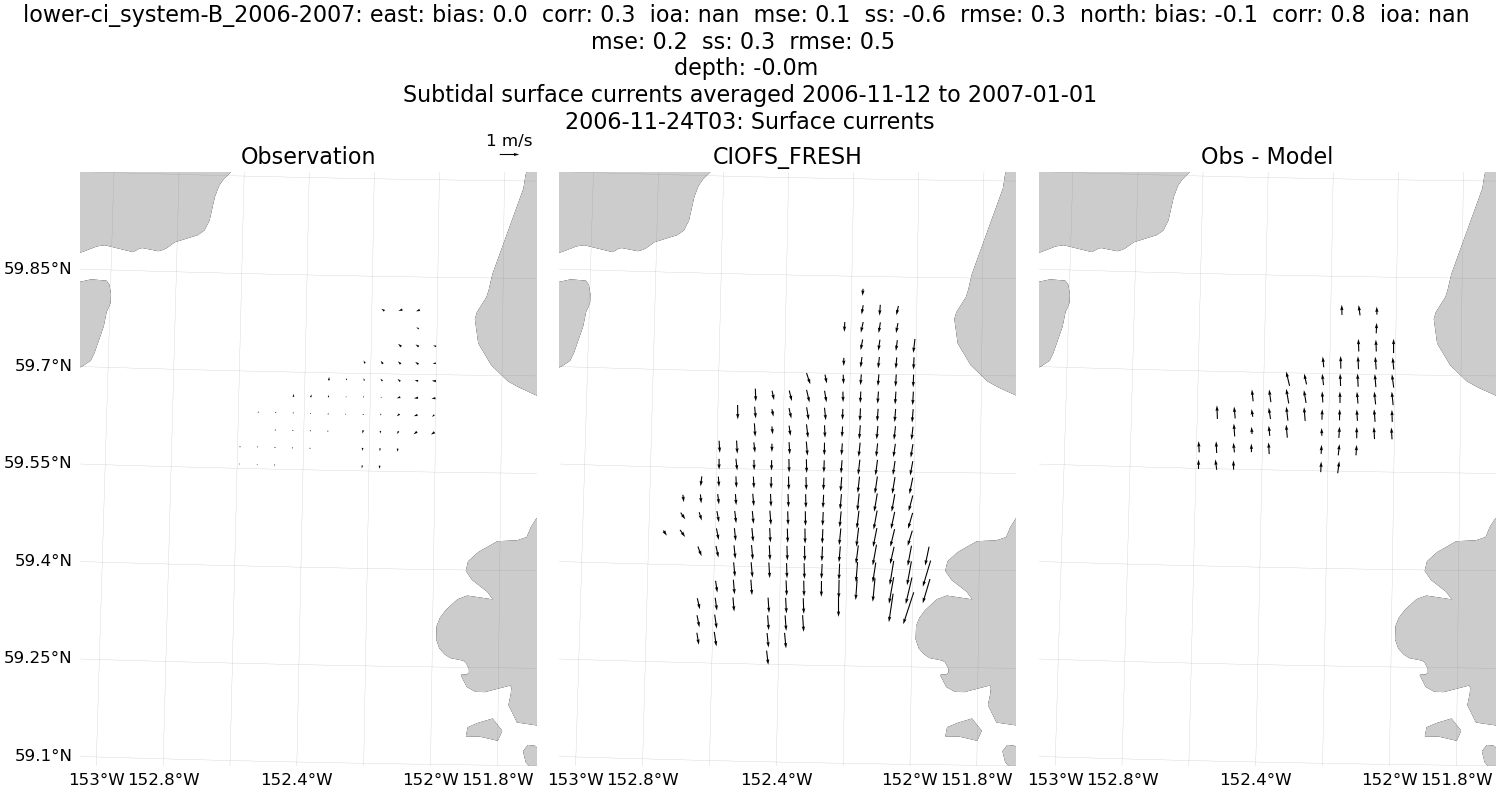 lower-ci_system-B_2006-2007: east: bias: 0.0 corr: 0.3 ioa: nan mse: 0.1 ss: -0.6 rmse: 0.3 north: bias: -0.1 corr: 0.8 ioa: nan
mse: 0.2 ss: 0.3 rmse: 0.5
depth: -0.0m
Subtidal surface currents averaged 2006-11-12 to 2007-01-01
2006-11-24T03: Surface currents
1 m/s
Observation
CIOFS_FRESH
Obs - Model
59.85°N
59.7°N
59.55°N
59.4°N
59.25°N
59.1°N
153°W 152.8°W 152.4°W 152°W 151.8°W
153°W 152.8°W 152.4°W 152°W 151.8°W
153°W 152.8°W 152.4°W 152°W 151.8°W